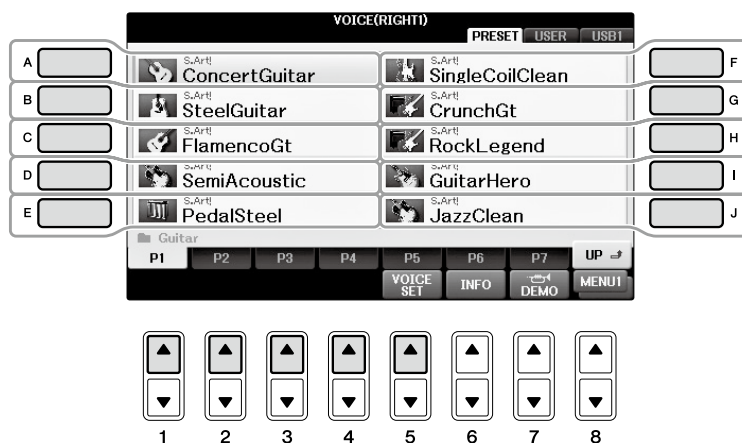 VOICE(RIGHT1)
PRESET USER USB1
A S.Art! ConcertGuitar S.Art! SingleCoilClean F
B S.Art! SteelGuitar S.Art! CrunchGt G
C S.Art! FlamencoGt S.Art! RockLegend H
D S.Art! SemiAcoustic S.Art! GuitarHero I
E S.Art! PedalSteel S.Art! JazzClean J
Guitar
P1 P2 P3 P4 P5 P6 P7 UP
VOICE SET INFO DEMO MENU1
1 2 3 4 5 6 7 8